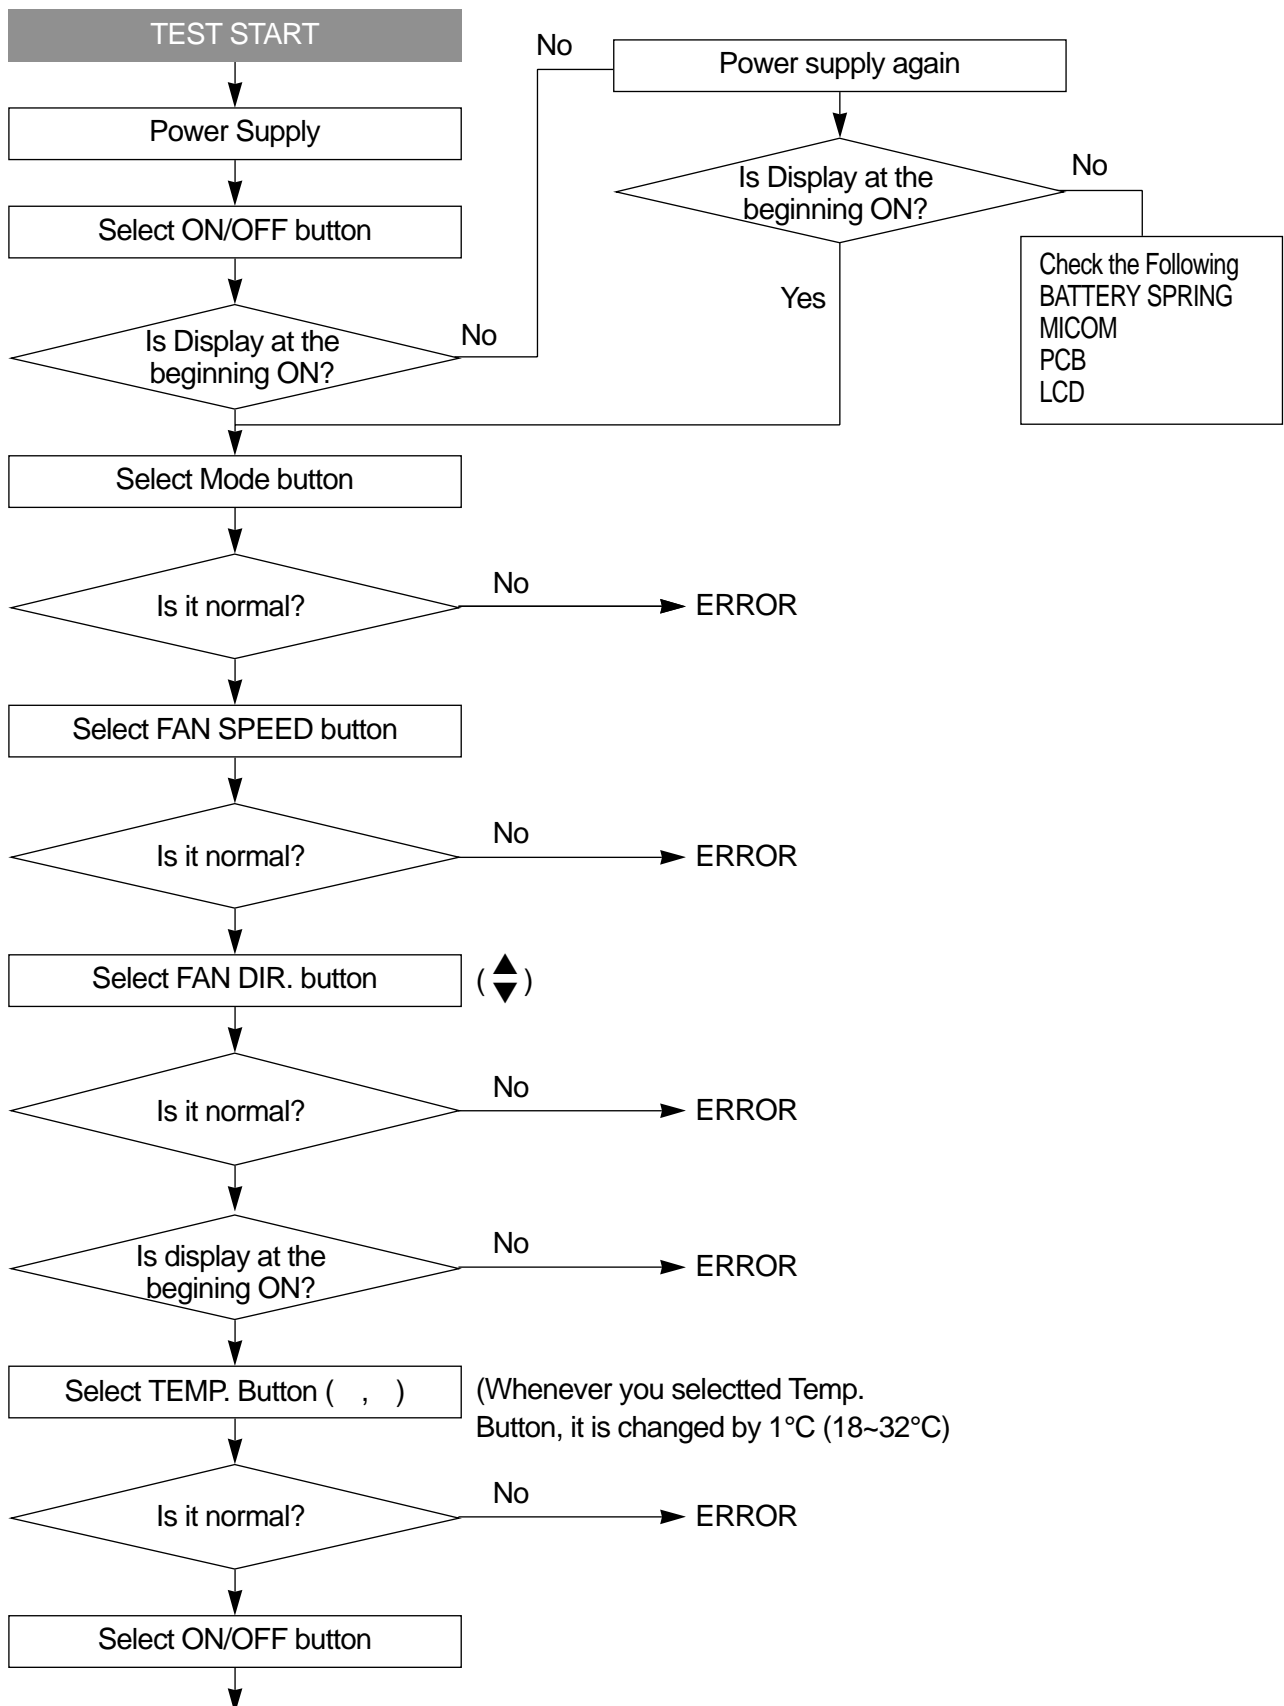 TEST START
Power Supply
Select ON/OFF button
Is Display at the
beginning ON?
No
No
Power supply again
Is Display at the
beginning ON?
No
Yes
Check the Following
BATTERY SPRING
MICOM
PCB
LCD
Select Mode button
Is it normal?
No
ERROR
Select FAN SPEED button
Is it normal?
No
ERROR
Select FAN DIR. button
(▲▼)
Is it normal?
No
ERROR
Is display at the
begining ON?
No
ERROR
Select TEMP. Button (   ,   )
(Whenever you selectted Temp.
Button, it is changed by 1°C (18~32°C)
Is it normal?
No
ERROR
Select ON/OFF button